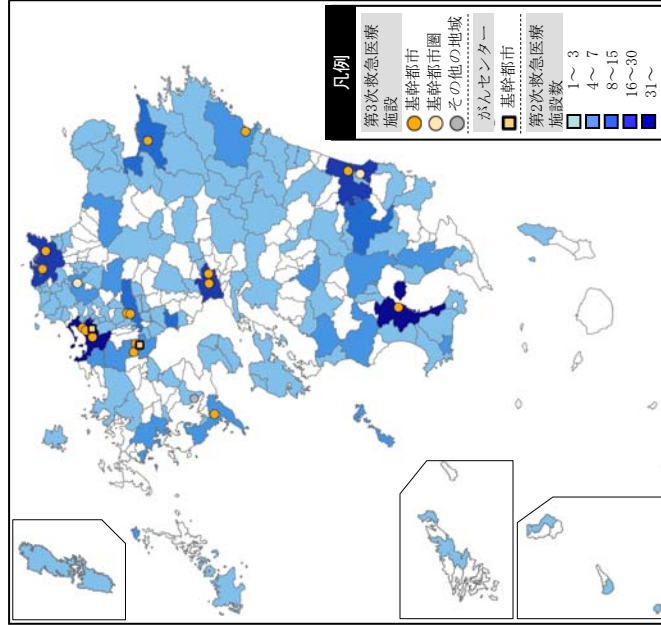 凡例
第3次救急医療
施設
基幹都市
基幹都市圏
その他の地域
がんセンター
基幹都市
第2次救急医療
施設数
1～ 3
4～ 7
8～15
16～30
31～